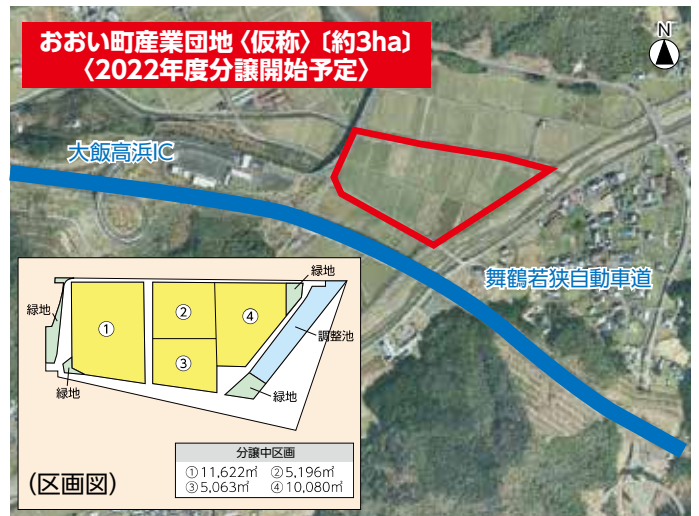 おおい町産業団地〈仮称〉〔約3ha〕
〈2022年度分譲開始予定〉
N
大飯高浜IC
舞鶴若狭自動車道
緑地
緑地
①
②
④
③
調整池
緑地
緑地
分譲中区画
①11,622㎡ ②5,196㎡
③5,063㎡ ④10,080㎡
(区画図)